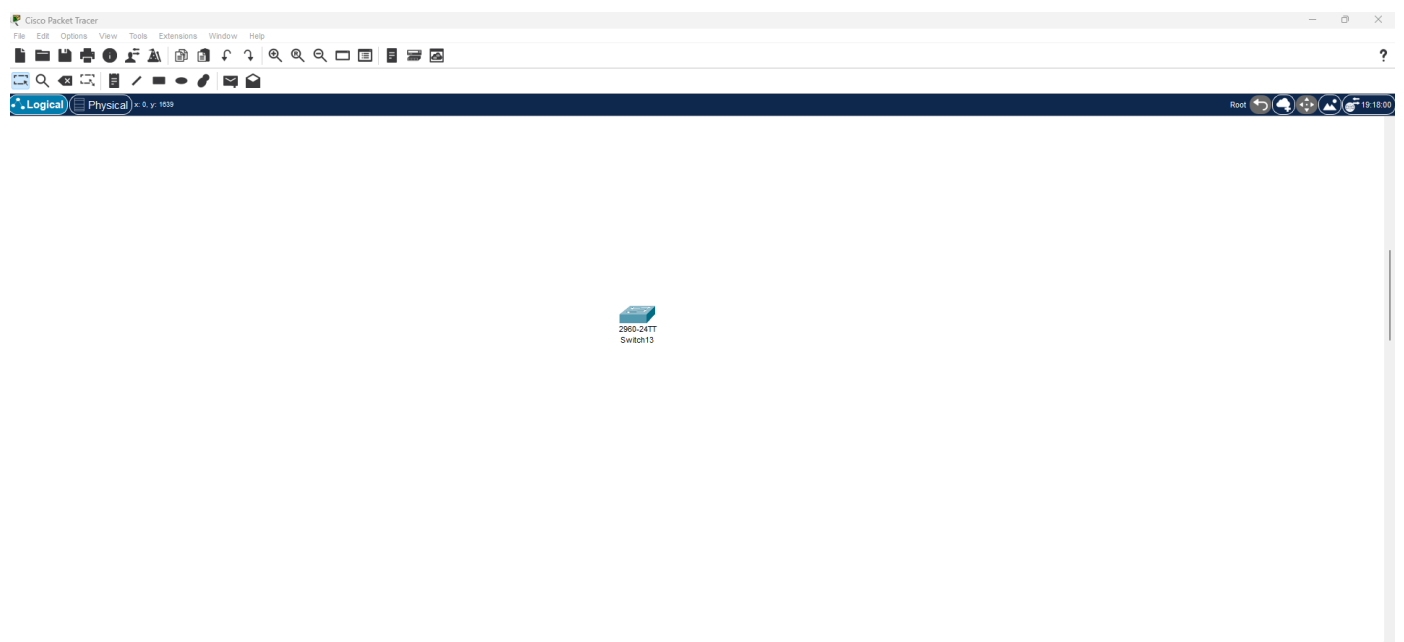 Cisco Packet Tracer
File Edit Options View Tools Extensions Window Help
?
Logical Physical x: 0, y: 1639 Root 19:18:00
2960-24TT
Switch13